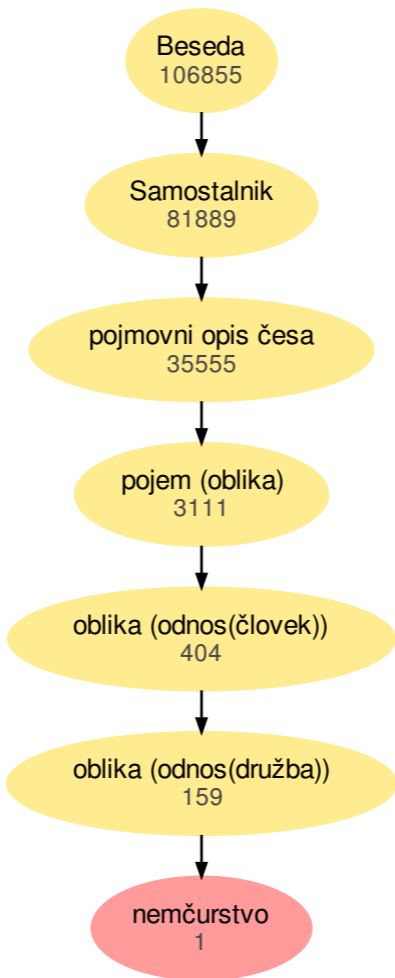 Beseda
106855
Samostalnik
81889
pojmovni opis česa
35555
pojem (oblika)
3111
oblika (odnos(človek))
404
oblika (odnos(družba))
159
nemčurstvo
1